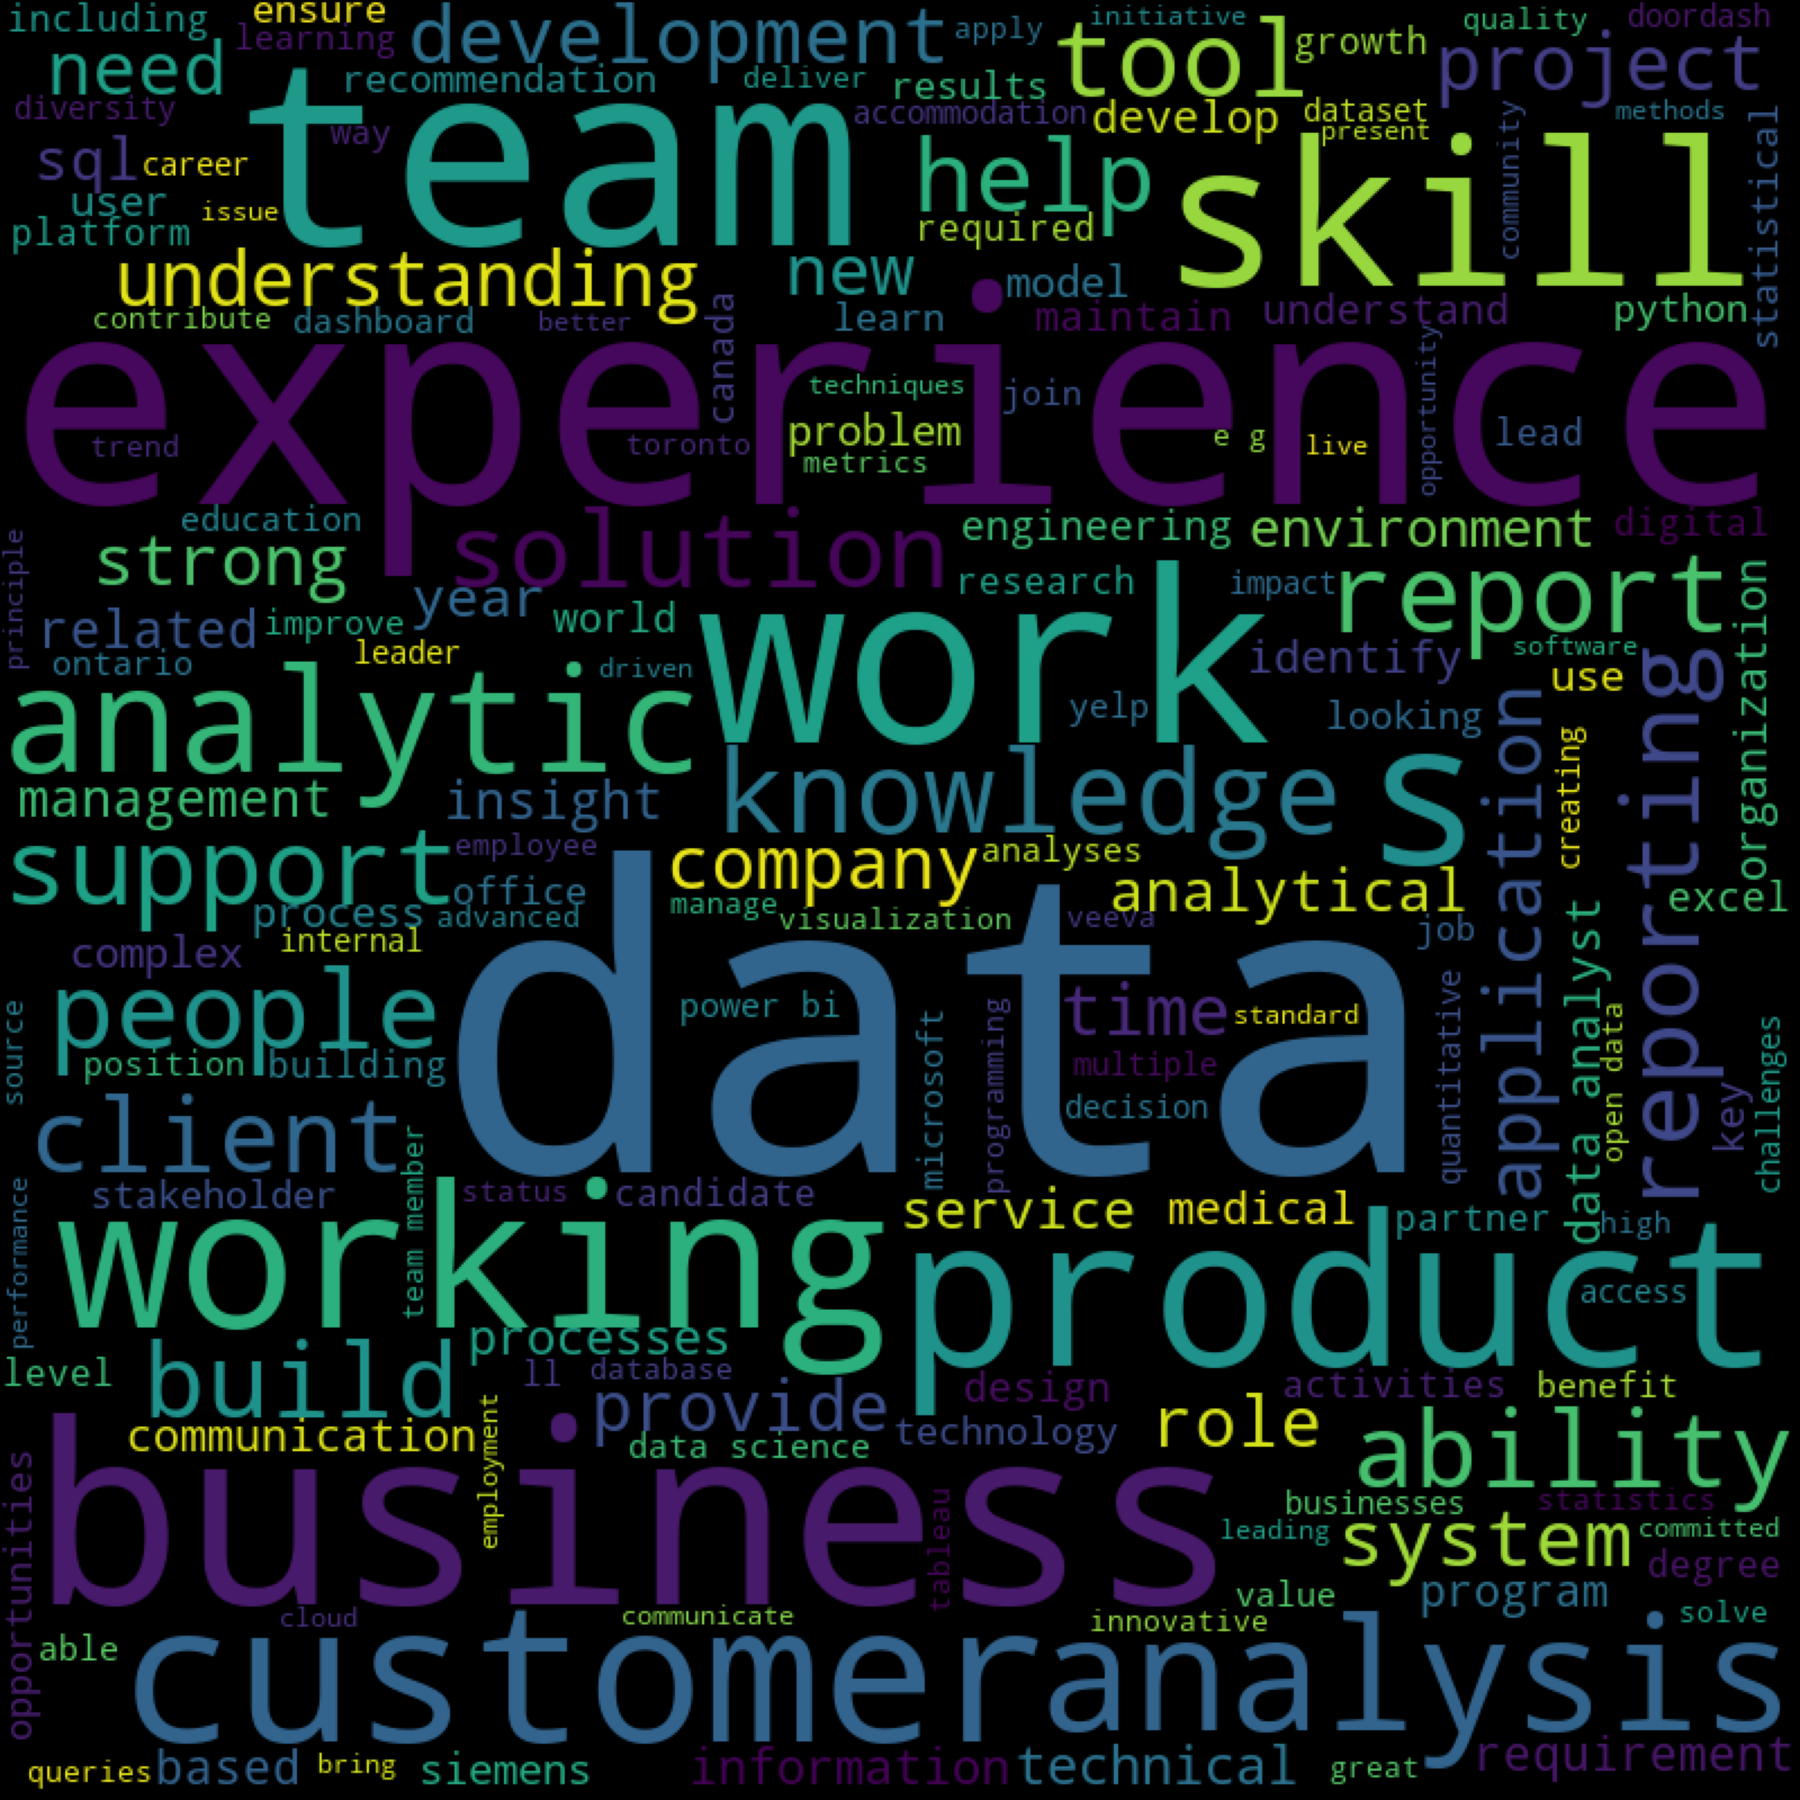 including
ensure
learning
development
apply
initiative
tool
growth
quality
doordash
need
recommendation
deliver
results
project
diversity
way
team
accommodation
develop
dataset
present
community
methods
statistical
sql
career
user
issue
platform
help
required
skill
understanding
new
model
contribute
dashboard
better
canada
learn
maintain
understand
python
experience
techniques
join
opportunity
trend
toronto
problem
metrics
e g
live
lead
education
strong
solution
engineering
environment
digital
principle
related
improve
year
world
research
work
impact
report
organization
ontario
leader
driven
identify
software
use
analytic
yelp
looking
application
reporting
creating
management
insight
knowledge
s
support
employee
company
analyses
analytical
excel
office
process
advanced
manage
visualization
veeva
job
data analyst
complex
internal
data
people
power bi
microsoft
programming
time
standard
quantitative
open data
source
position
building
multiple
decision
key
challenges
client
team member
stakeholder
status
candidate
service
medical
partner
high
performance
working
product
access
processes
level
build
ll
database
provide
design
activities
benefit
communication
employment
data science
technology
role
ability
opportunities
business
tableau
businesses
statistics
leading
system
committed
degree
value
program
cloud
communicate
innovative
solve
able
customer
analysis
queries
based
bring
siemens
information
technical
great
requirement